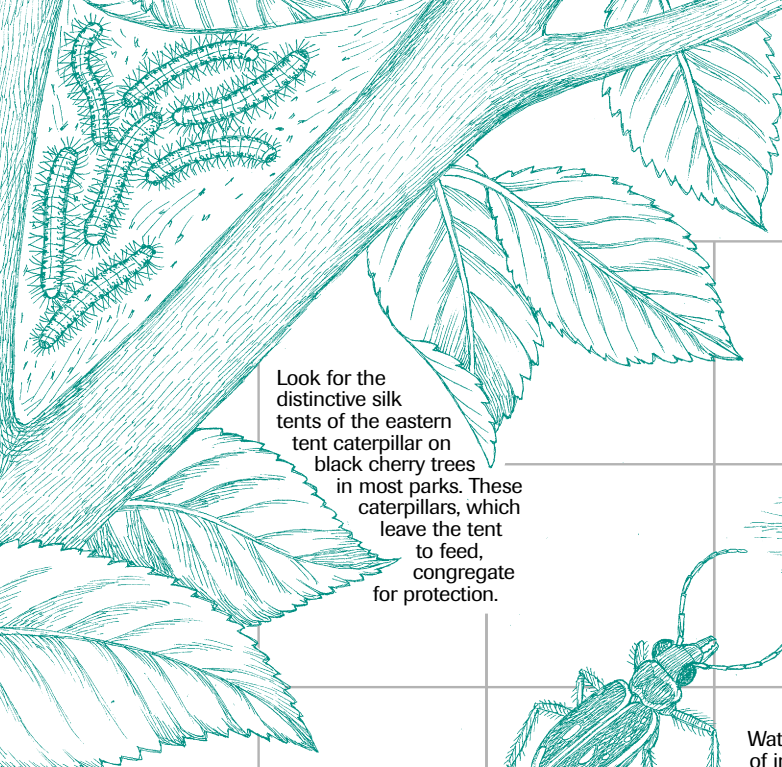 Look for the
distinctive silk
tents of the eastern
tent caterpillar on
black cherry trees
in most parks. These
caterpillars, which
leave the tent
to feed,
congregate
for protection.
of